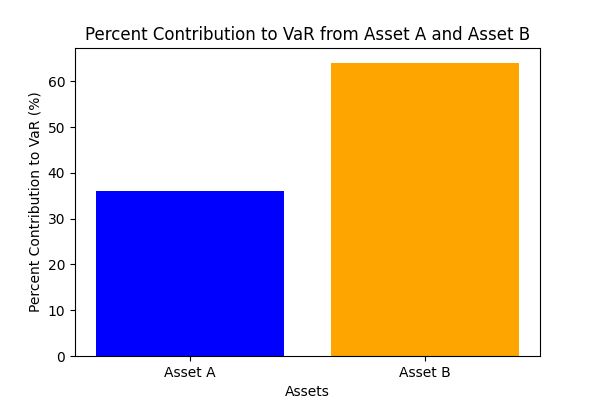 Percent Contribution to VaR from Asset A and Asset B
Percent Contribution to VaR (%)
60
50
40
30
20
10
0
Asset A
Asset B
Assets